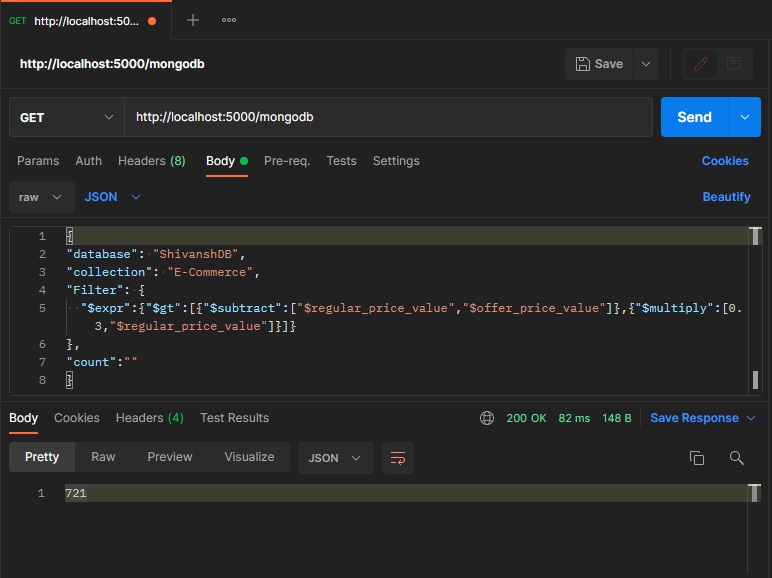 GET http://localhost:50...
http://localhost:5000/mongodb
Save
GET http://localhost:5000/mongodb Send
Params Auth Headers (8) Body Pre-req. Tests Settings Cookies
raw JSON Beautify
1 {
2 "database": "ShivanshDB",
3 "collection": "E-Commerce",
4 "Filter": {
5 "$expr":{"$gt":[{"$subtract":["$regular_price_value","$offer_price_value"]},{"$multiply":[0.
3,"$regular_price_value"]}]}
6 },
7 "count":""
8 }
Body Cookies Headers (4) Test Results 200 OK 82 ms 148 B Save Response
Pretty Raw Preview Visualize JSON
1 721